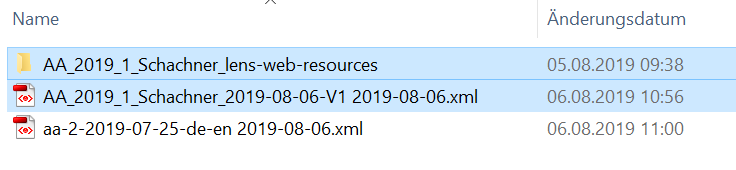 Name Änderungsdatum
AA_2019_1_Schachner_lens-web-resources 05.08.2019 09:38
AA_2019_1_Schachner_2019-08-06-V1 2019-08-06.xml 06.08.2019 10:56
aa-2-2019-07-25-de-en 2019-08-06.xml 06.08.2019 11:00